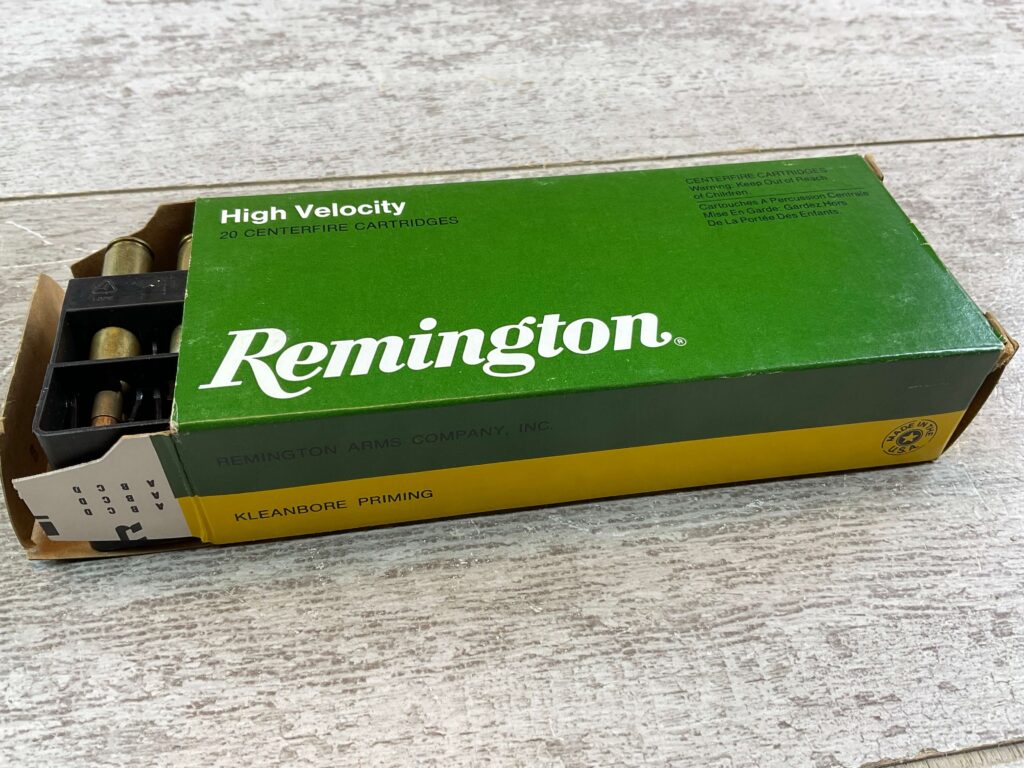 High Velocity
20 CENTERFIRE CARTRIDGES
CENTERFIRE CARTRIDGES
Warning: Keep Out of Reach
of Children.
Cartouches A Percussion Centrale
Mise En Garde: Gardez Hors
De La Portée Des Enfants.
Remington®
REMINGTON ARMS COMPANY, INC.
KLEANBORE PRIMING
MADE IN THE
U.S.A.
A B C D
A B C D
A B C D